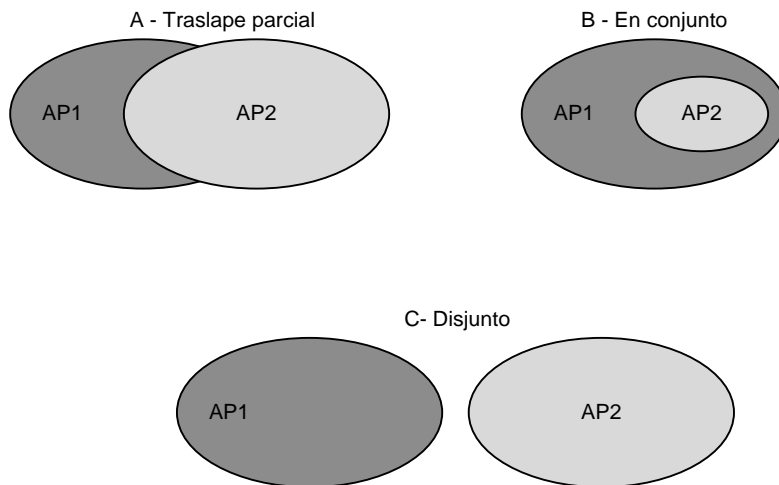 A - Traslape parcial
AP1
AP2
B - En conjunto
AP1
AP2
C- Disjunto
AP1
AP2